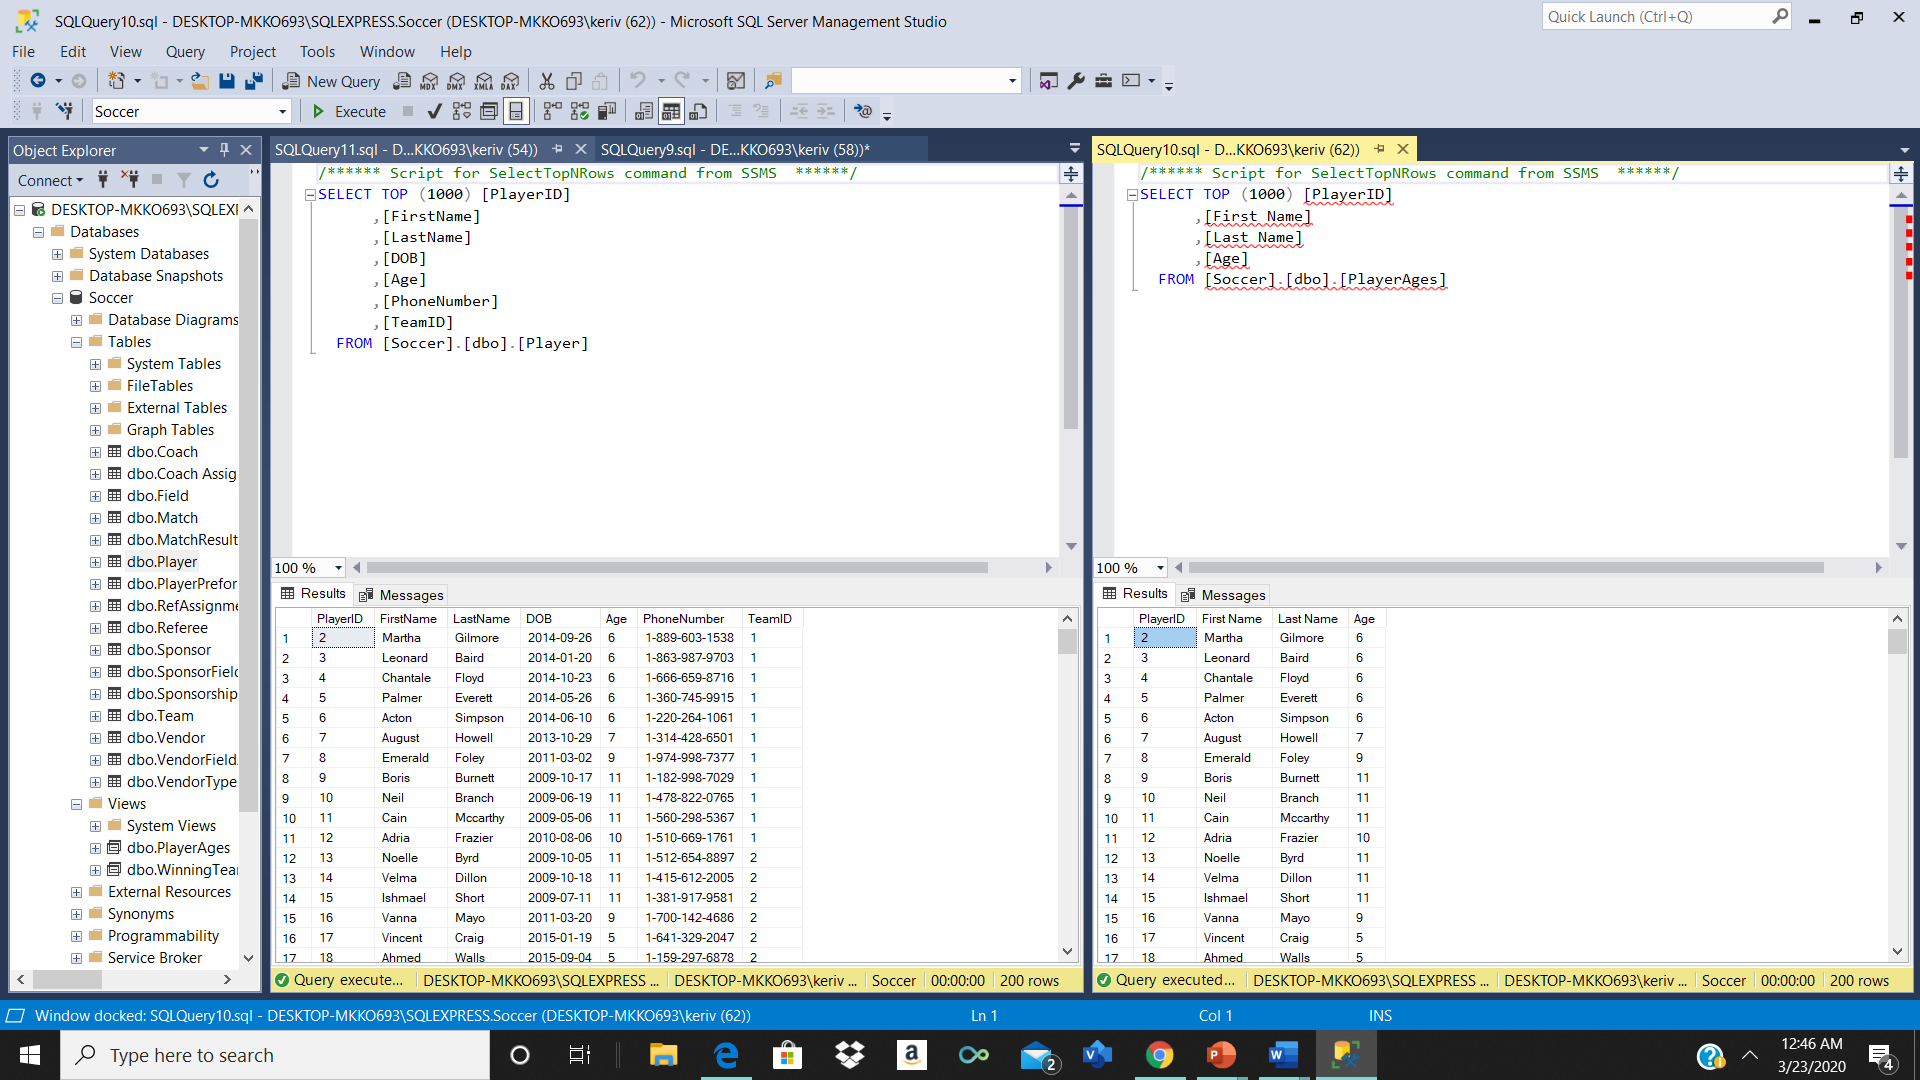 SQLQuery10.sql - DESKTOP-MKKO693\SQLEXPRESS.Soccer (DESKTOP-MKKO693\keriv (62)) - Microsoft SQL Server Management Studio
Quick Launch (Ctrl+Q)
File Edit View Query Project Tools Window Help
New Query MDX DMX XMLA DAX
Soccer Execute
Object Explorer
Connect
DESKTOP-MKKO693\SQLEX
Databases
System Databases
Database Snapshots
Soccer
Database Diagrams
Tables
System Tables
FileTables
External Tables
Graph Tables
dbo.Coach
dbo.Coach Assig
dbo.Field
dbo.Match
dbo.MatchResult
dbo.Player
dbo.PlayerPrefor
dbo.RefAssignme
dbo.Referee
dbo.Sponsor
dbo.SponsorField
dbo.Sponsorship
dbo.Team
dbo.Vendor
dbo.VendorField
dbo.VendorType
Views
System Views
dbo.PlayerAges
dbo.WinningTea
External Resources
Synonyms
Programmability
Service Broker
SQLQuery11.sql - D...KKO693\keriv (54)) SQLQuery9.sql - DE...KKO693\keriv (58))*
/****** Script for SelectTopNRows command from SSMS ******/
SELECT TOP (1000) [PlayerID]
,[FirstName]
,[LastName]
,[DOB]
,[Age]
,[PhoneNumber]
,[TeamID]
FROM [Soccer].[dbo].[Player]
100 %
Results Messages
PlayerID FirstName LastName DOB Age PhoneNumber TeamID
1 2 Martha Gilmore 2014-09-26 6 1-889-603-1538 1
2 3 Leonard Baird 2014-01-20 6 1-863-987-9703 1
3 4 Chantale Floyd 2014-10-23 6 1-666-659-8716 1
4 5 Palmer Everett 2014-05-26 6 1-360-745-9915 1
5 6 Acton Simpson 2014-06-10 6 1-220-264-1061 1
6 7 August Howell 2013-10-29 7 1-314-428-6501 1
7 8 Emerald Foley 2011-03-02 9 1-974-998-7377 1
8 9 Boris Burnett 2009-10-17 11 1-182-998-7029 1
9 10 Neil Branch 2009-06-19 11 1-478-822-0765 1
10 11 Cain Mccarthy 2009-05-06 11 1-560-298-5367 1
11 12 Adria Frazier 2010-08-06 10 1-510-669-1761 1
12 13 Noelle Byrd 2009-10-05 11 1-512-654-8897 2
13 14 Velma Dillon 2009-10-18 11 1-415-612-2005 2
14 15 Ishmael Short 2009-07-11 11 1-381-917-9581 2
15 16 Vanna Mayo 2011-03-20 9 1-700-142-4686 2
16 17 Vincent Craig 2015-01-19 5 1-641-329-2047 2
17 18 Ahmed Walls 2015-09-04 5 1-159-297-6878 2
Query execute... DESKTOP-MKKO693\SQLEXPRESS ... DESKTOP-MKKO693\keriv ... Soccer 00:00:00 200 rows
SQLQuery10.sql - D...KKO693\keriv (62))
/****** Script for SelectTopNRows command from SSMS ******/
SELECT TOP (1000) [PlayerID]
,[First Name]
,[Last Name]
,[Age]
FROM [Soccer].[dbo].[PlayerAges]
100 %
Results Messages
PlayerID First Name Last Name Age
1 2 Martha Gilmore 6
2 3 Leonard Baird 6
3 4 Chantale Floyd 6
4 5 Palmer Everett 6
5 6 Acton Simpson 6
6 7 August Howell 7
7 8 Emerald Foley 9
8 9 Boris Burnett 11
9 10 Neil Branch 11
10 11 Cain Mccarthy 11
11 12 Adria Frazier 10
12 13 Noelle Byrd 11
13 14 Velma Dillon 11
14 15 Ishmael Short 11
15 16 Vanna Mayo 9
16 17 Vincent Craig 5
17 18 Ahmed Walls 5
Query executed... DESKTOP-MKKO693\SQLEXPRESS ... DESKTOP-MKKO693\keriv ... Soccer 00:00:00 200 rows
Window docked: SQLQuery10.sql - DESKTOP-MKKO693\SQLEXPRESS.Soccer (DESKTOP-MKKO693\keriv (62)) Ln 1 Col 1 INS
Type here to search
2
12:46 AM
3/23/2020
4